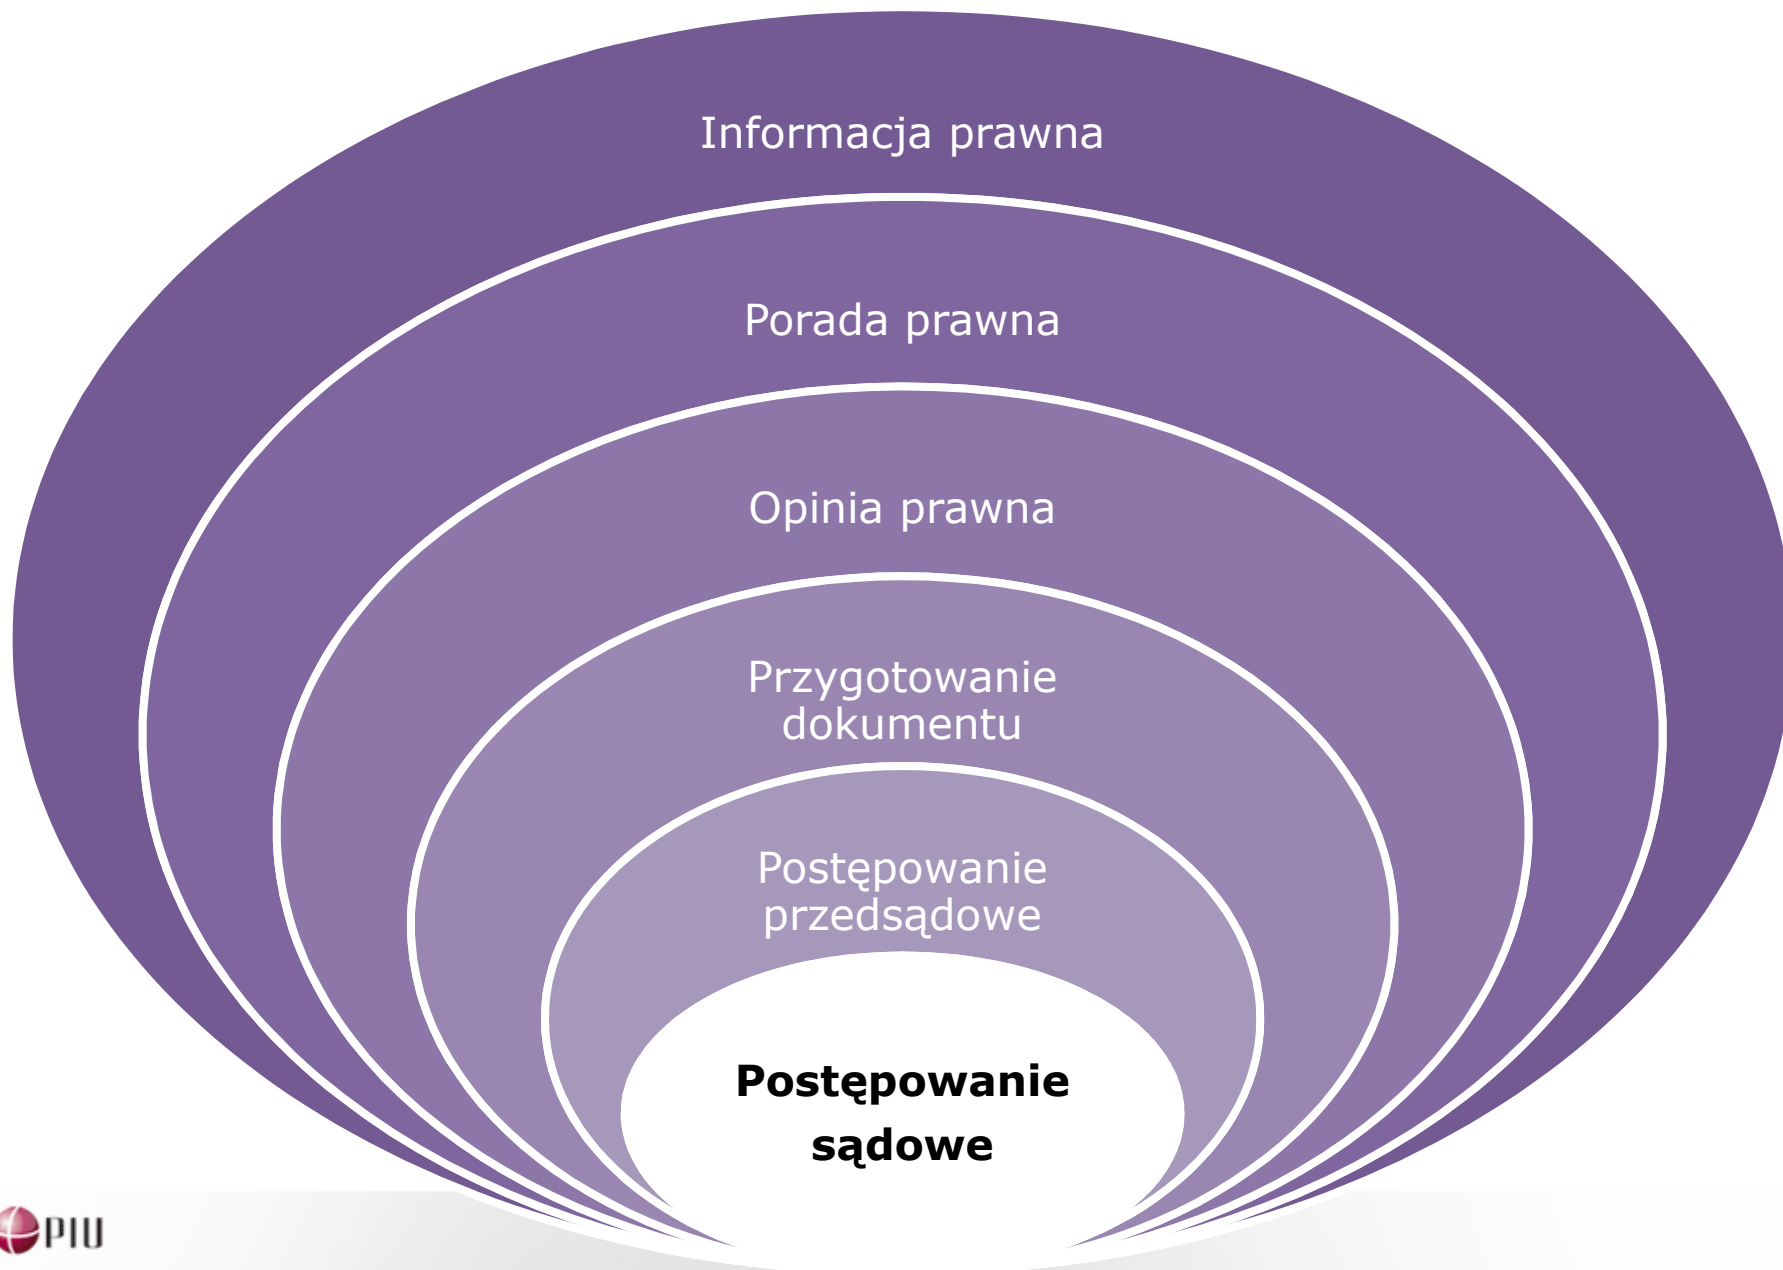 Informacja prawna
Porada prawna
Opinia prawna
Przygotowanie
dokumentu
Postępowanie
przedsądowe
Postępowanie
sądowe
PIU